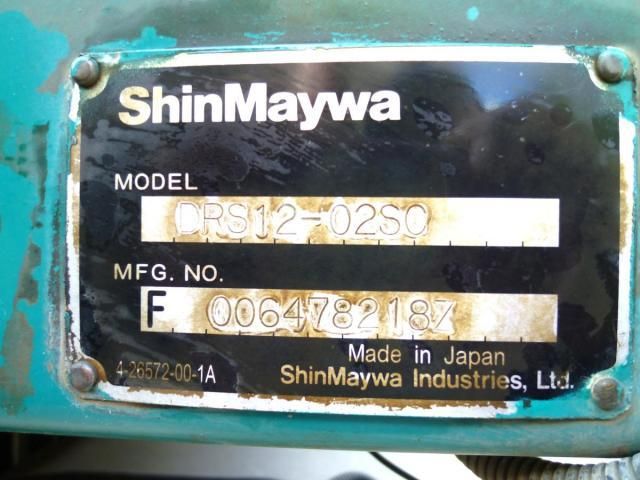 ShinMaywa
MODEL
DRS12-02SC
MFG. NO.
F 0064782187
4-26572-00-1A
Made in Japan
ShinMaywa Industries, Ltd.